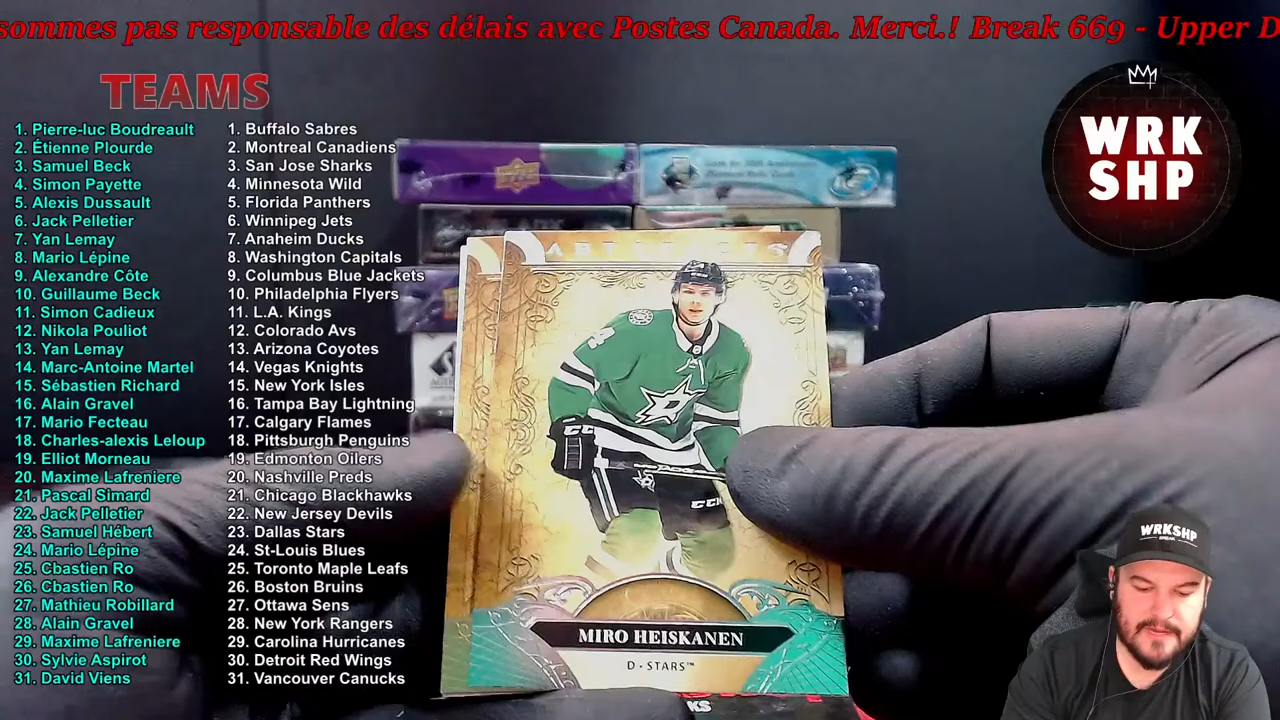 sommes pas responsable des délais avec Postes Canada. Merci.! Break 669 - Upper D
TEAMS
1. Pierre-luc Boudreault
2. Étienne Plourde
3. Samuel Beck
4. Simon Payette
5. Alexis Dussault
6. Jack Pelletier
7. Yan Lemay
8. Mario Lépine
9. Alexandre Côte
10. Guillaume Beck
11. Simon Cadieux
12. Nikola Pouliot
13. Yan Lemay
14. Marc-Antoine Martel
15. Sébastien Richard
16. Alain Gravel
17. Mario Fecteau
18. Charles-alexis Leloup
19. Elliot Morneau
20. Maxime Lafreniere
21. Pascal Simard
22. Jack Pelletier
23. Samuel Hébert
24. Mario Lépine
25. Cbastien Ro
26. Cbastien Ro
27. Mathieu Robillard
28. Alain Gravel
29. Maxime Lafreniere
30. Sylvie Aspirot
31. David Viens
1. Buffalo Sabres
2. Montreal Canadiens
3. San Jose Sharks
4. Minnesota Wild
5. Florida Panthers
6. Winnipeg Jets
7. Anaheim Ducks
8. Washington Capitals
9. Columbus Blue Jackets
10. Philadelphia Flyers
11. L.A. Kings
12. Colorado Avs
13. Arizona Coyotes
14. Vegas Knights
15. New York Isles
16. Tampa Bay Lightning
17. Calgary Flames
18. Pittsburgh Penguins
19. Edmonton Oilers
20. Nashville Preds
21. Chicago Blackhawks
22. New Jersey Devils
23. Dallas Stars
24. St-Louis Blues
25. Toronto Maple Leafs
26. Boston Bruins
27. Ottawa Sens
28. New York Rangers
29. Carolina Hurricanes
30. Detroit Red Wings
31. Vancouver Canucks
WRK
SHP
ARTIFACTS
CCM
CCM
MIRO HEISKANEN
D - STARS™
WRKSHP
BREAK
KS